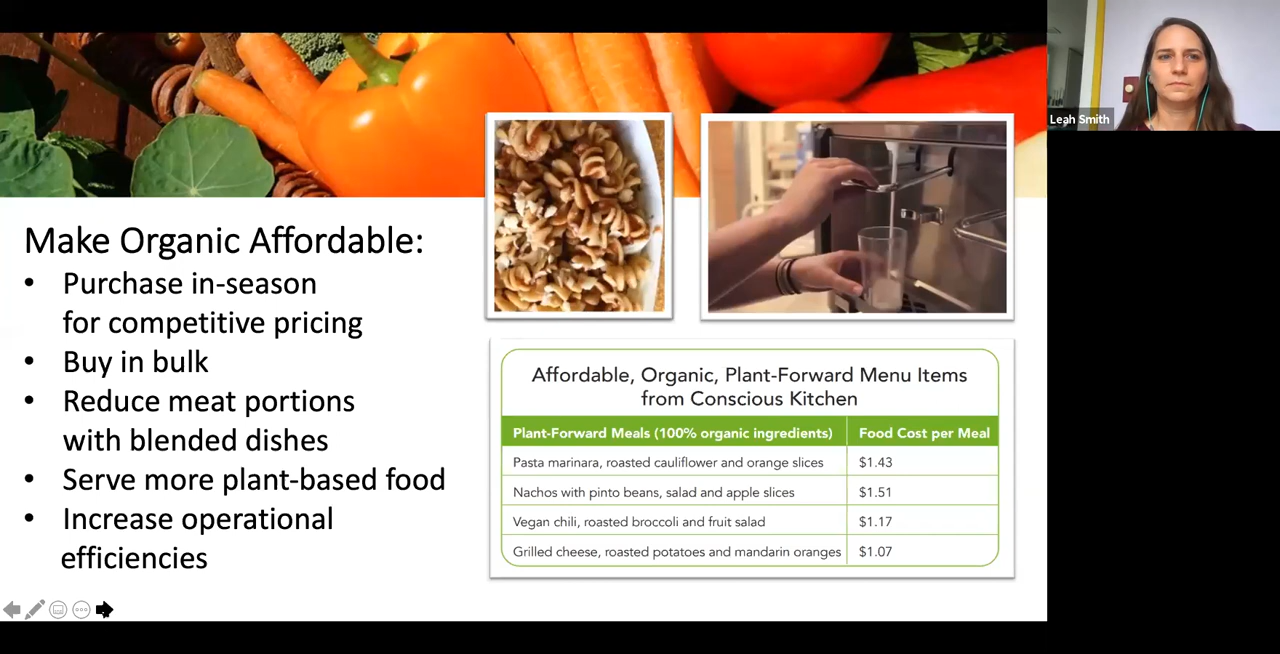 Leah Smith
Make Organic Affordable:
• Purchase in-season
for competitive pricing
• Buy in bulk
• Reduce meat portions
with blended dishes
• Serve more plant-based food
• Increase operational
efficiencies
Affordable, Organic, Plant-Forward Menu Items
from Conscious Kitchen
Plant-Forward Meals (100% organic ingredients) Food Cost per Meal
Pasta marinara, roasted cauliflower and orange slices $1.43
Nachos with pinto beans, salad and apple slices $1.51
Vegan chili, roasted broccoli and fruit salad $1.17
Grilled cheese, roasted potatoes and mandarin oranges $1.07